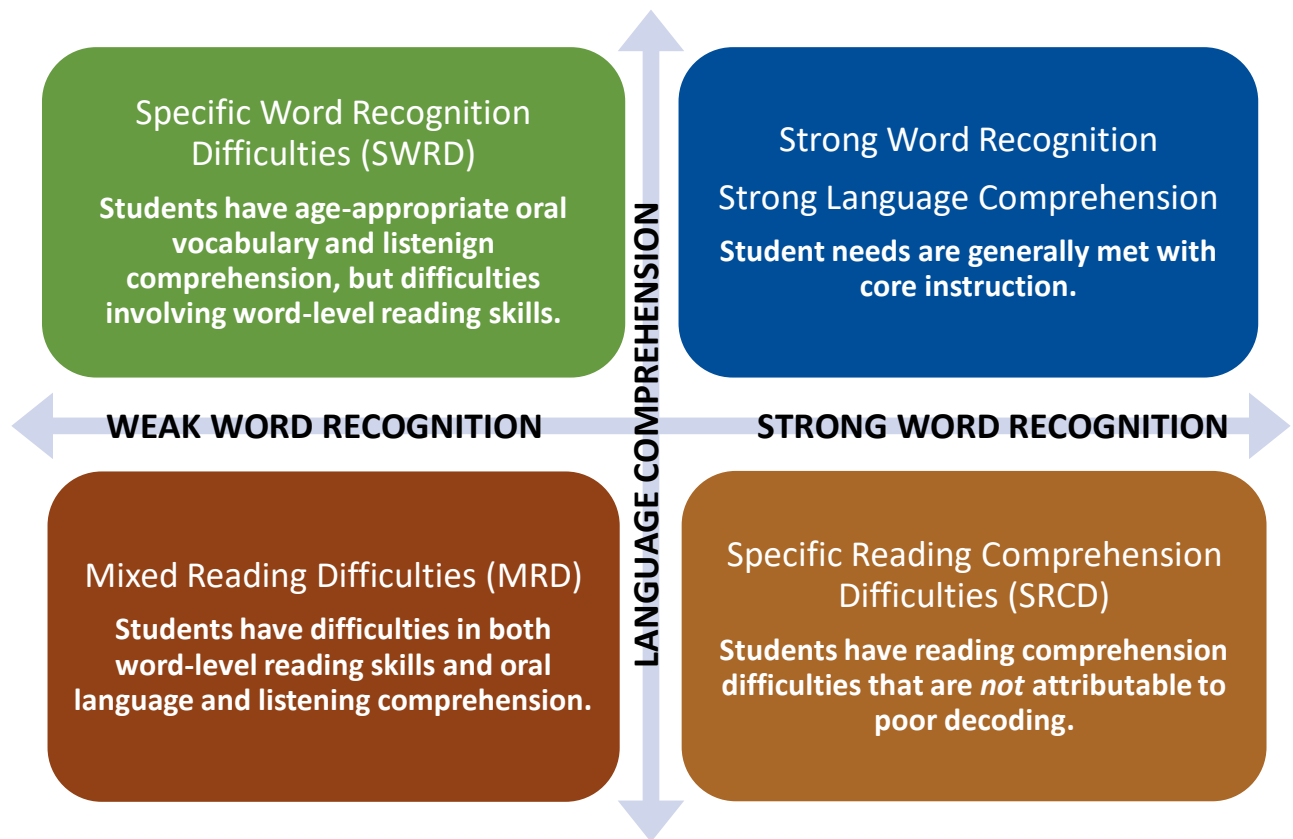 Specific Word Recognition
Difficulties (SWRD)
Students have age-appropriate oral
vocabulary and listenign
comprehension, but difficulties
involving word-level reading skills.
Strong Word Recognition
Strong Language Comprehension
Student needs are generally met with
core instruction.
LANGUAGE COMPREHENSION
WEAK WORD RECOGNITION
STRONG WORD RECOGNITION
Mixed Reading Difficulties (MRD)
Students have difficulties in both
word-level reading skills and oral
language and listening comprehension.
Specific Reading Comprehension
Difficulties (SRCD)
Students have reading comprehension
difficulties that are not attributable to
poor decoding.